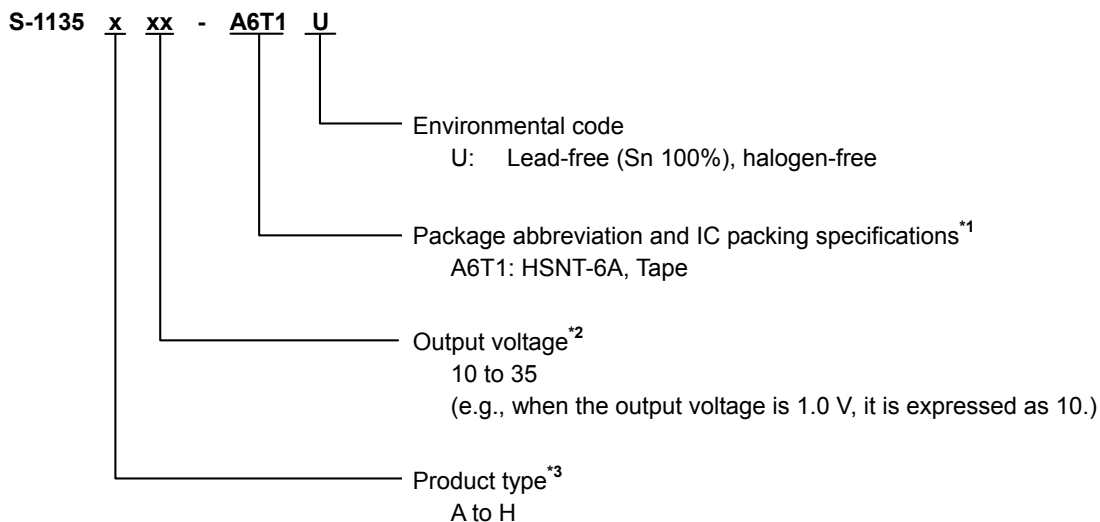 S-1135 x xx - A6T1 U
Environmental code
U: Lead-free (Sn 100%), halogen-free
Package abbreviation and IC packing specifications*1
A6T1: HSNT-6A, Tape
Output voltage*2
10 to 35
(e.g., when the output voltage is 1.0 V, it is expressed as 10.)
Product type*3
A to H